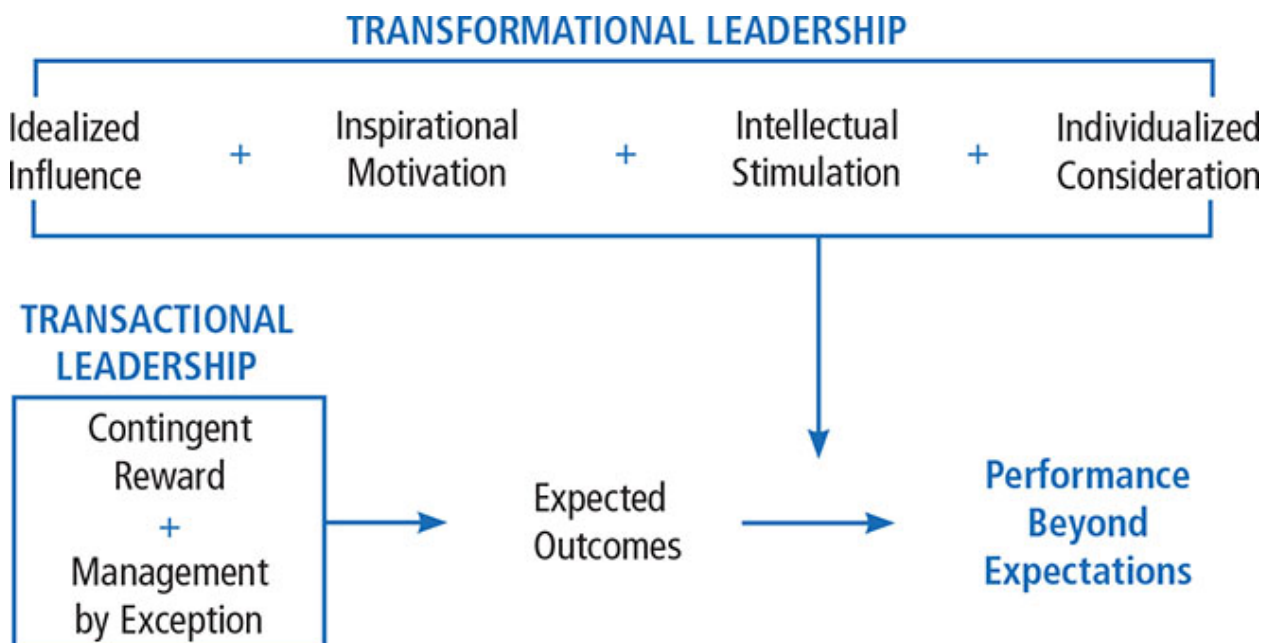 TRANSFORMATIONAL LEADERSHIP
Idealized
Influence
+
Inspirational
Motivation
+
Intellectual
Stimulation
+
Individualized
Consideration
TRANSACTIONAL
LEADERSHIP
Contingent
Reward
+
Management
by Exception
Expected
Outcomes
Performance
Beyond
Expectations